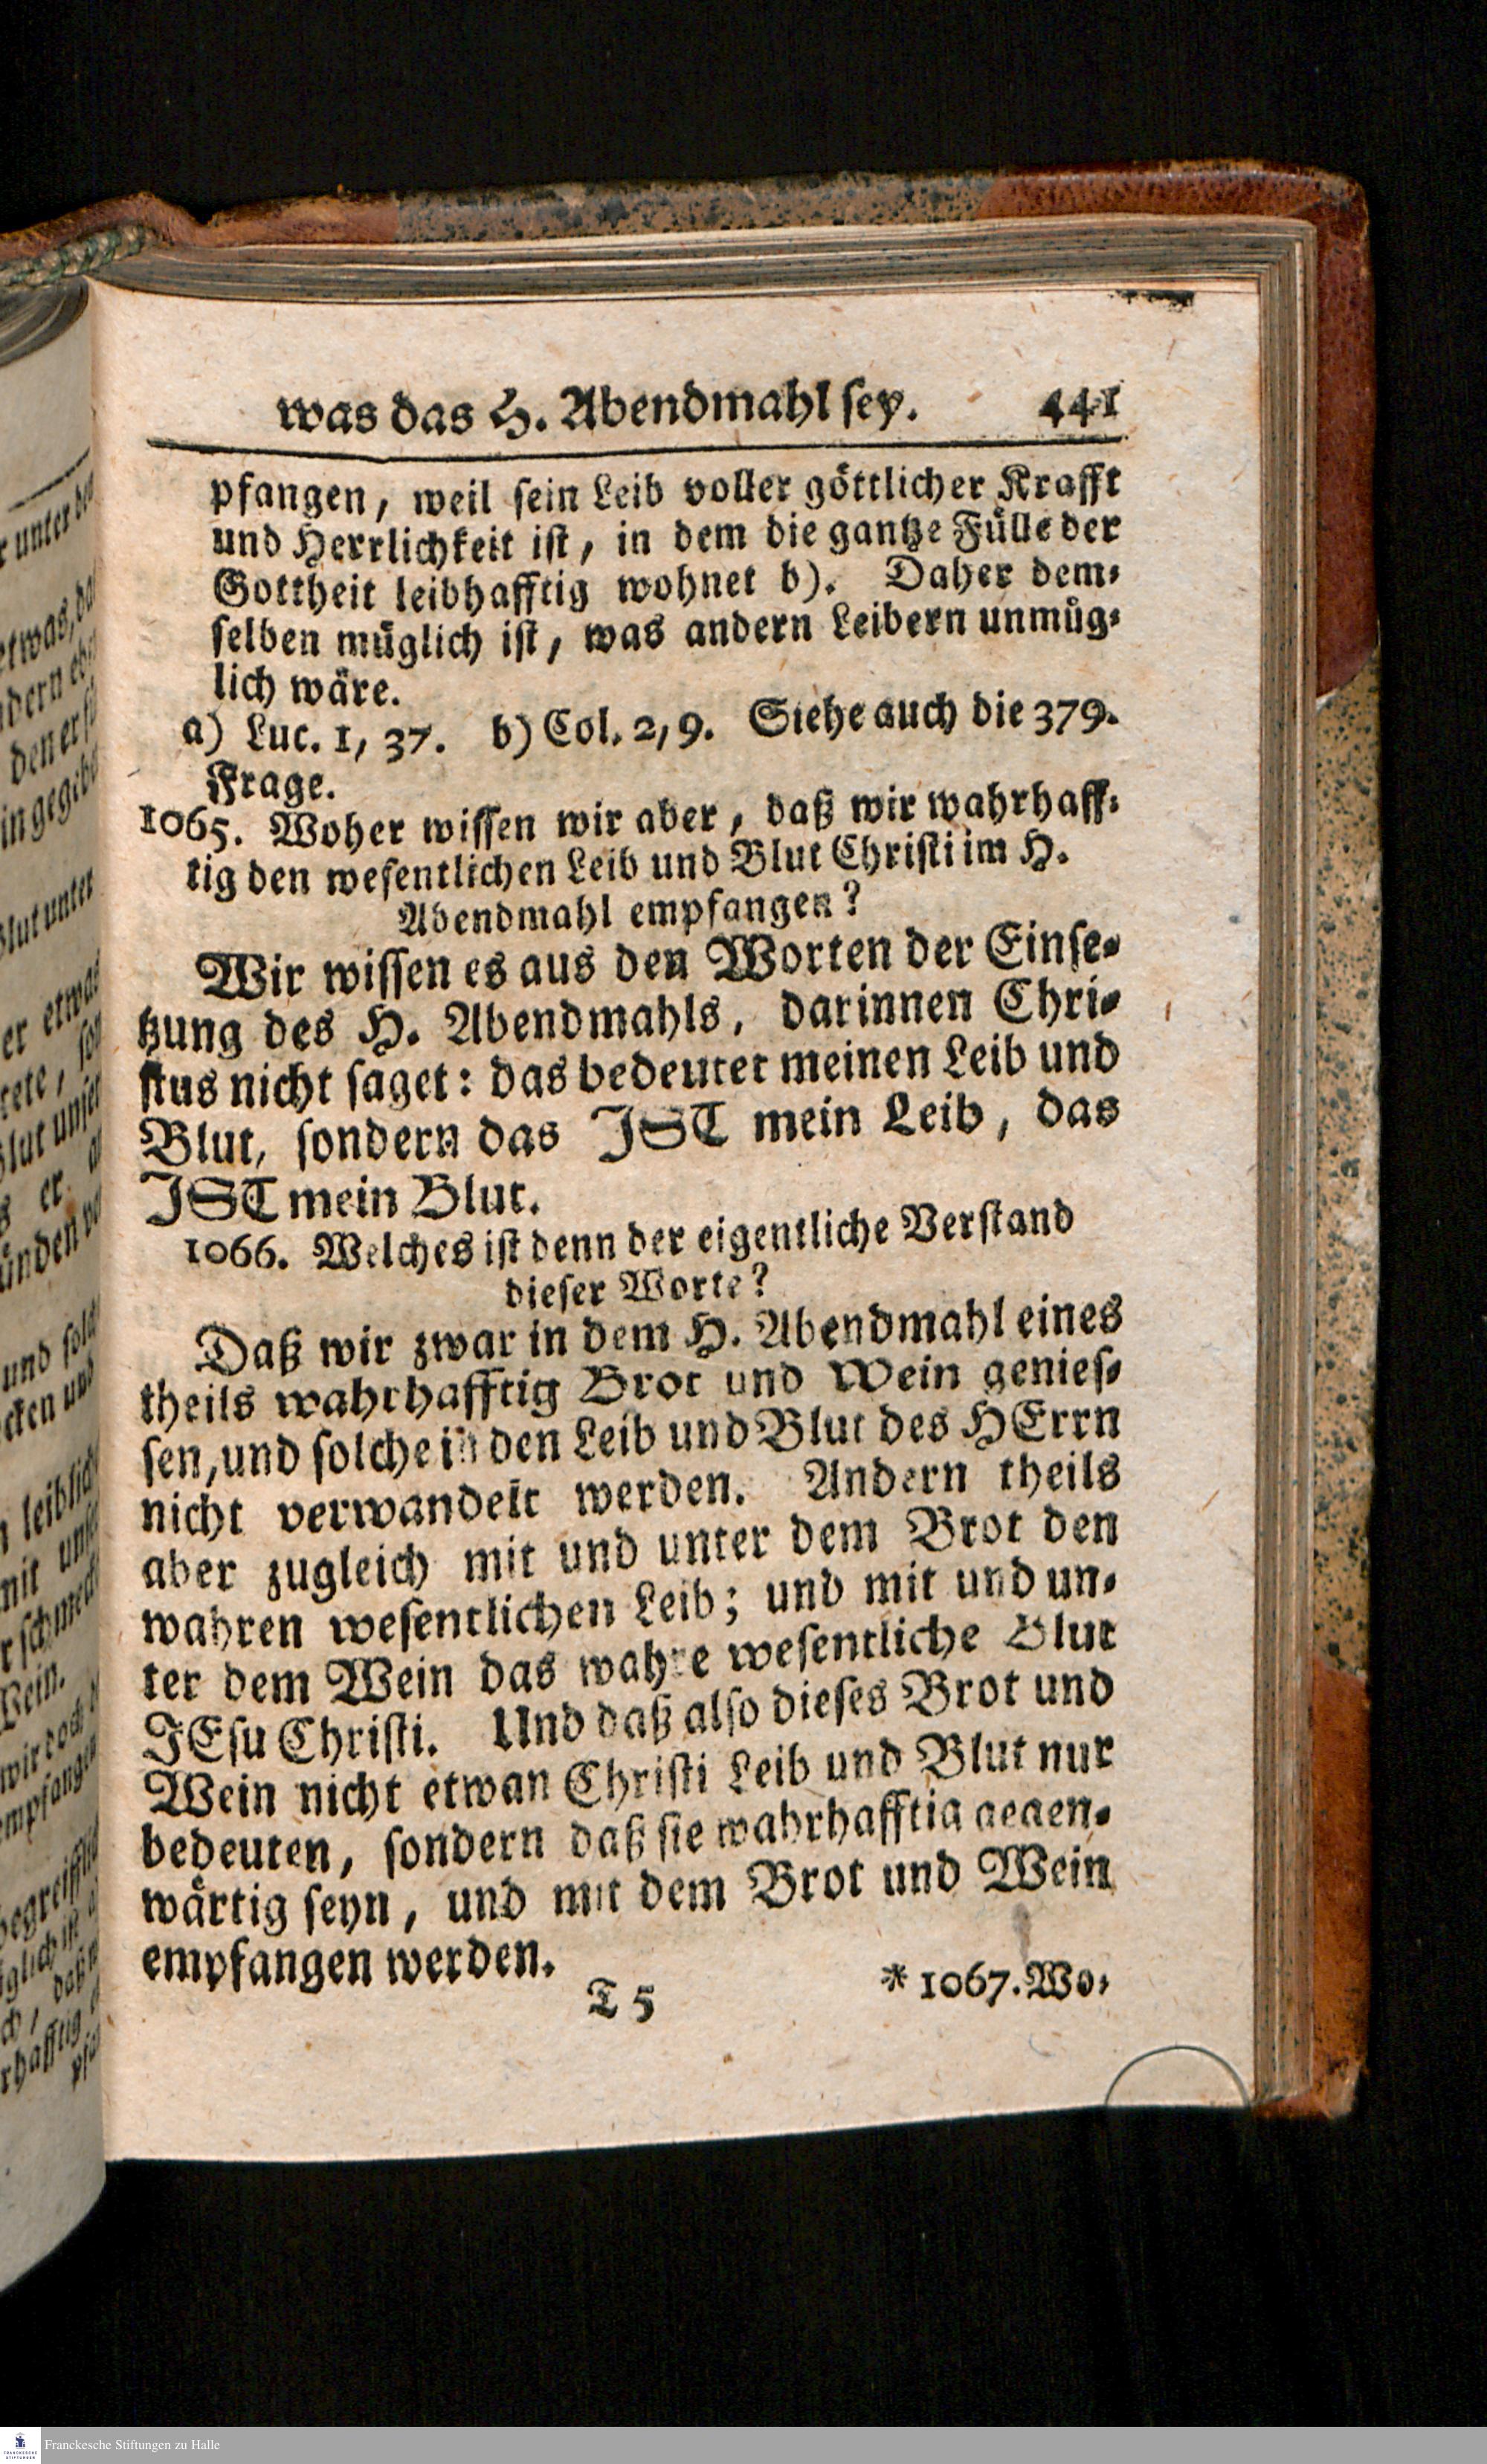 was das H. Abendmahl sey. 441
pfangen, weil sein Leib voller göttlicher Krafft
und Herrlichkeit ist, in dem die gantze Fülle der
Gottheit leibhafftig wohnet b). Daher dem-
selben müglich ist, was andern Leibern unmüg-
lich wäre.
a) Luc. 1, 37. b) Col. 2, 9. Siehe auch die 379.
Frage.
1065. Woher wissen wir aber, daß wir wahrhaff-
tig den wesentlichen Leib und Blut Christi im H.
Abendmahl empfangen?
Wir wissen es aus den Worten der Einse-
tzung des H. Abendmahls, darinnen Chri-
stus nicht saget: das bedeutet meinen Leib und
Blut, sondern das JST mein Leib, das
JST mein Blut.
1066. Welches ist denn der eigentliche Verstand
dieser Worte?
Daß wir zwar in dem H. Abendmahl eines
theils wahrhafftig Brot und Wein genies-
sen, und solche in den Leib und Blut des HErrn
nicht verwandelt werden. Andern theils
aber zugleich mit und unter dem Brot den
wahren wesentlichen Leib; und mit und un-
ter dem Wein das wahre wesentliche Blut
JEsu Christi. Und daß also dieses Brot und
Wein nicht etwan Christi Leib und Blut nur
bedeuten, sondern daß sie wahrhafftig gegen-
wärtig seyn, und mit dem Brot und Wein
empfangen werden.
T 5 * 1067. Wo-
Franckesche Stiftungen zu Halle